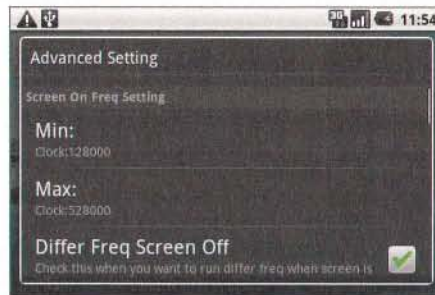 3G
11:54
Advanced Setting
Screen On Freq Setting
Min:
Clock:128000
Max:
Clock:528000
Differ Freq Screen Off
Check this when you want to run differ freq when screen is